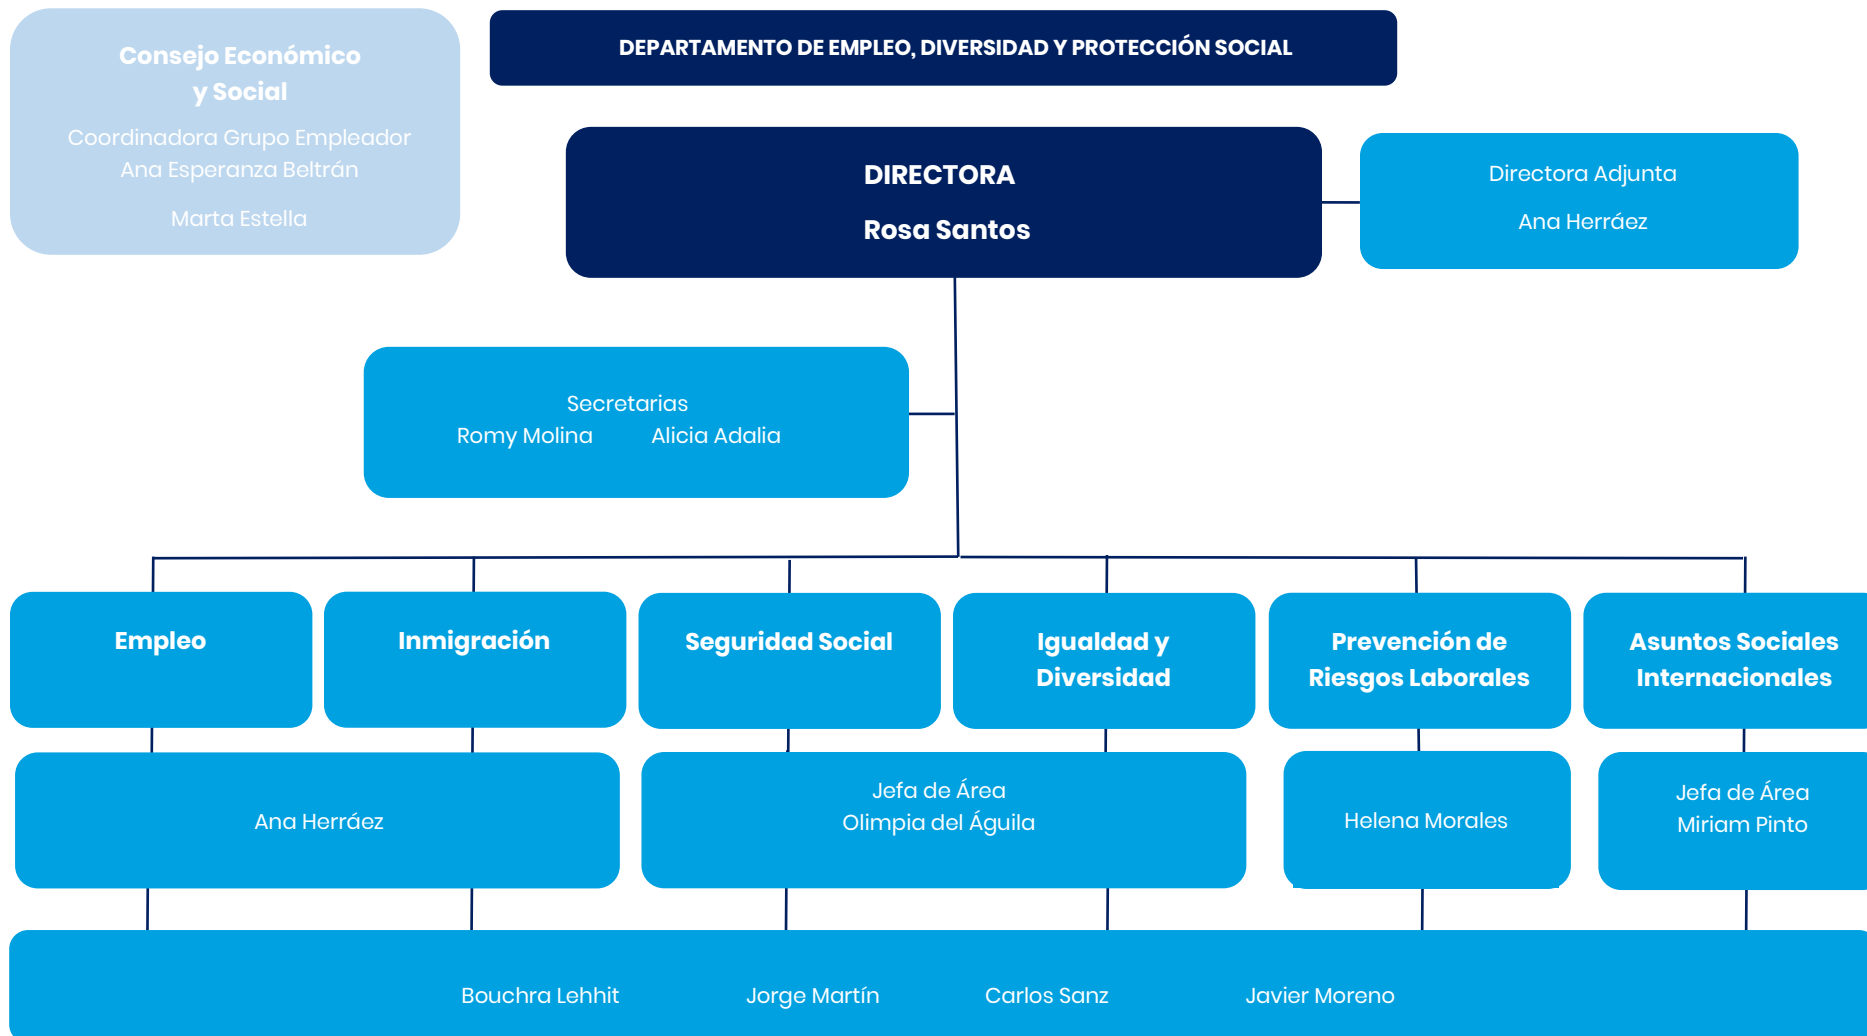 Consejo Económico
y Social
Coordinadora Grupo Empleador
Ana Esperanza Beltrán
Marta Estella
DEPARTAMENTO DE EMPLEO, DIVERSIDAD Y PROTECCIÓN SOCIAL
DIRECTORA
Rosa Santos
Directora Adjunta
Ana Herráez
Secretarias
Romy Molina Alicia Adalia
Empleo
Inmigración
Seguridad Social
Igualdad y
Diversidad
Prevención de
Riesgos Laborales
Asuntos Sociales
Internacionales
Ana Herráez
Jefa de Área
Olimpia del Águila
Helena Morales
Jefa de Área
Miriam Pinto
Bouchra Lehhit Jorge Martín Carlos Sanz Javier Moreno